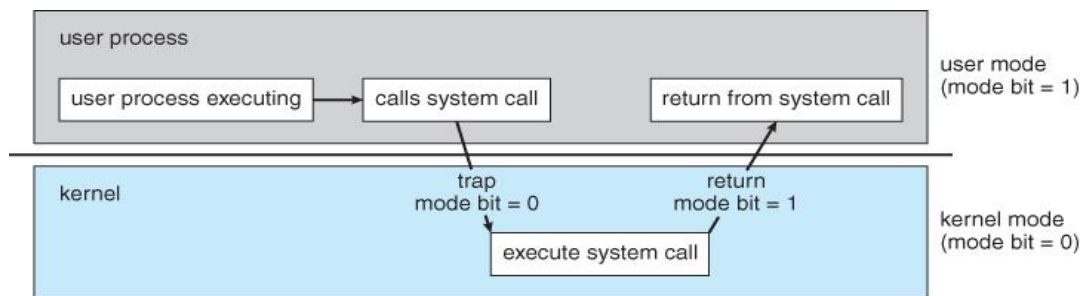 user process
user process executing
calls system call
return from system call
user mode
(mode bit = 1)
kernel
trap
mode bit = 0
return
mode bit = 1
execute system call
kernel mode
(mode bit = 0)